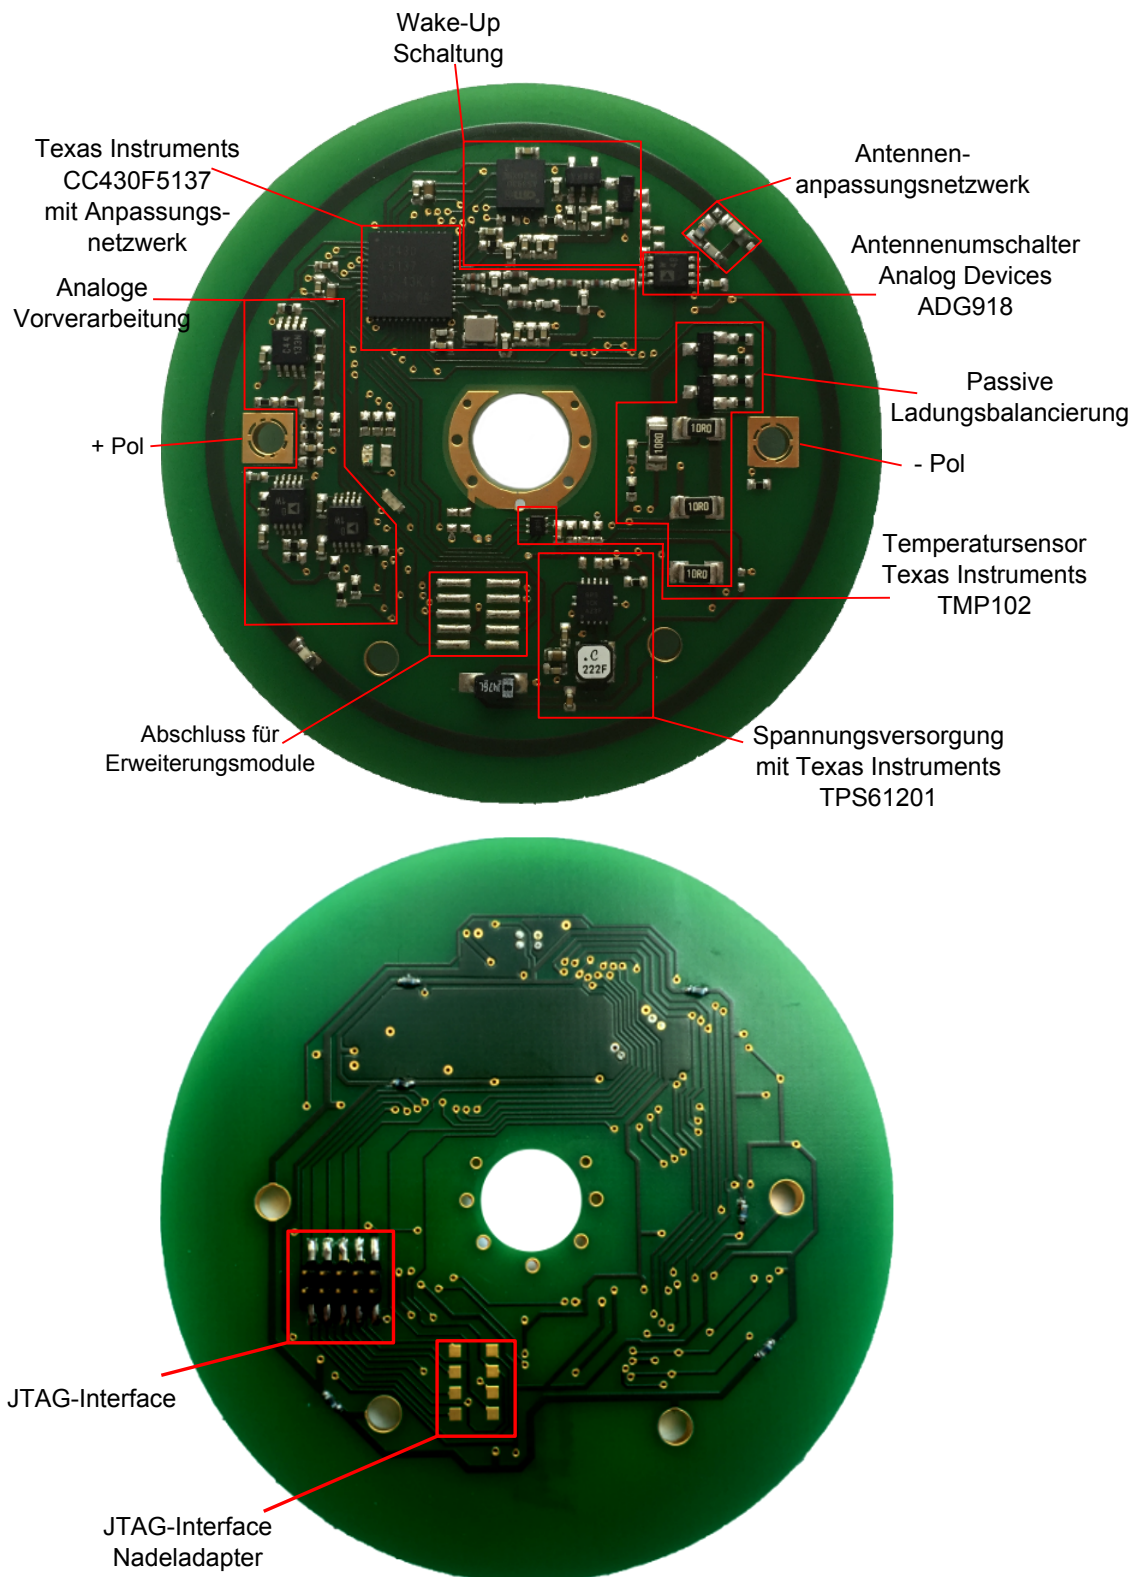 Wake-Up
Schaltung
Texas Instruments
CC430F5137
mit Anpassungs-
netzwerk
Antennen-
anpassungsnetzwerk
Analoge
Vorverarbeitung
Antennenumschalter
Analog Devices
ADG918
Passive
Ladungsbalancierung
+ Pol
- Pol
10R0
10R0
10R0
10R0
Temperatursensor
Texas Instruments
TMP102
.C
222F
Abschluss für
Erweiterungsmodule
Spannungsversorgung
mit Texas Instruments
TPS61201
JTAG-Interface
JTAG-Interface
Nadeladapter